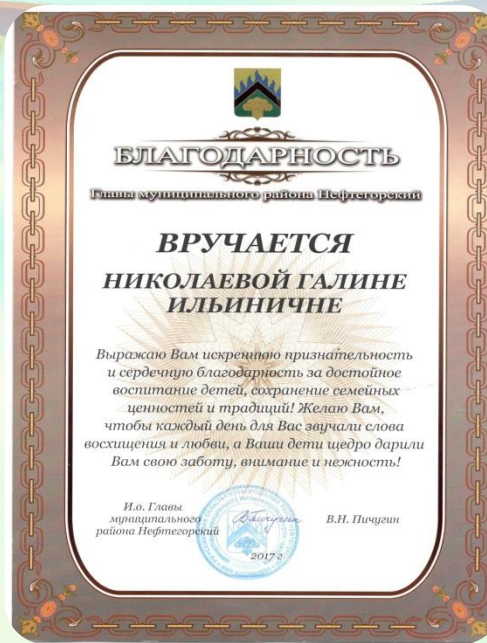 БЛАГОДАРНОСТЬ
Главы муниципального района Нефтегорский
ВРУЧАЕТСЯ
НИКОЛАЕВОЙ ГАЛИНЕ
ИЛЬИНИЧНЕ
Выражаю Вам искреннюю признательность
и сердечную благодарность за достойное
воспитание детей, сохранение семейных
ценностей и традиций! Желаю Вам,
чтобы каждый день для Вас звучали слова
восхищения и любви, а Ваши дети щедро дарили
Вам свою заботу, внимание и нежность!
И.о. Главы
муниципального
района Нефтегорский
В.Н. Пичугин
2017 г